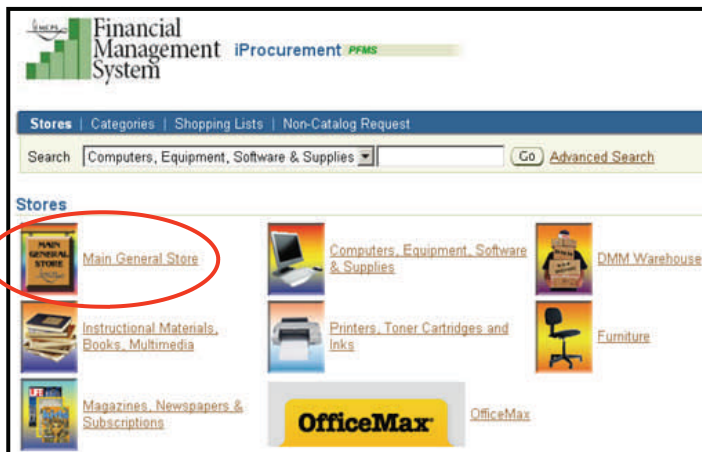 MCPS
Financial
Management
System
iProcurement PFMS
Stores | Categories | Shopping Lists | Non-Catalog Request
Search Computers, Equipment, Software & Supplies Go Advanced Search
Stores
MAIN
GENERAL
STORE
Main General Store
Computers, Equipment, Software
& Supplies
DMM Warehouse
Instructional Materials,
Books, Multimedia
Printers, Toner Cartridges and
Inks
Furniture
LIFE
Magazines, Newspapers &
Subscriptions
OfficeMax
OfficeMax